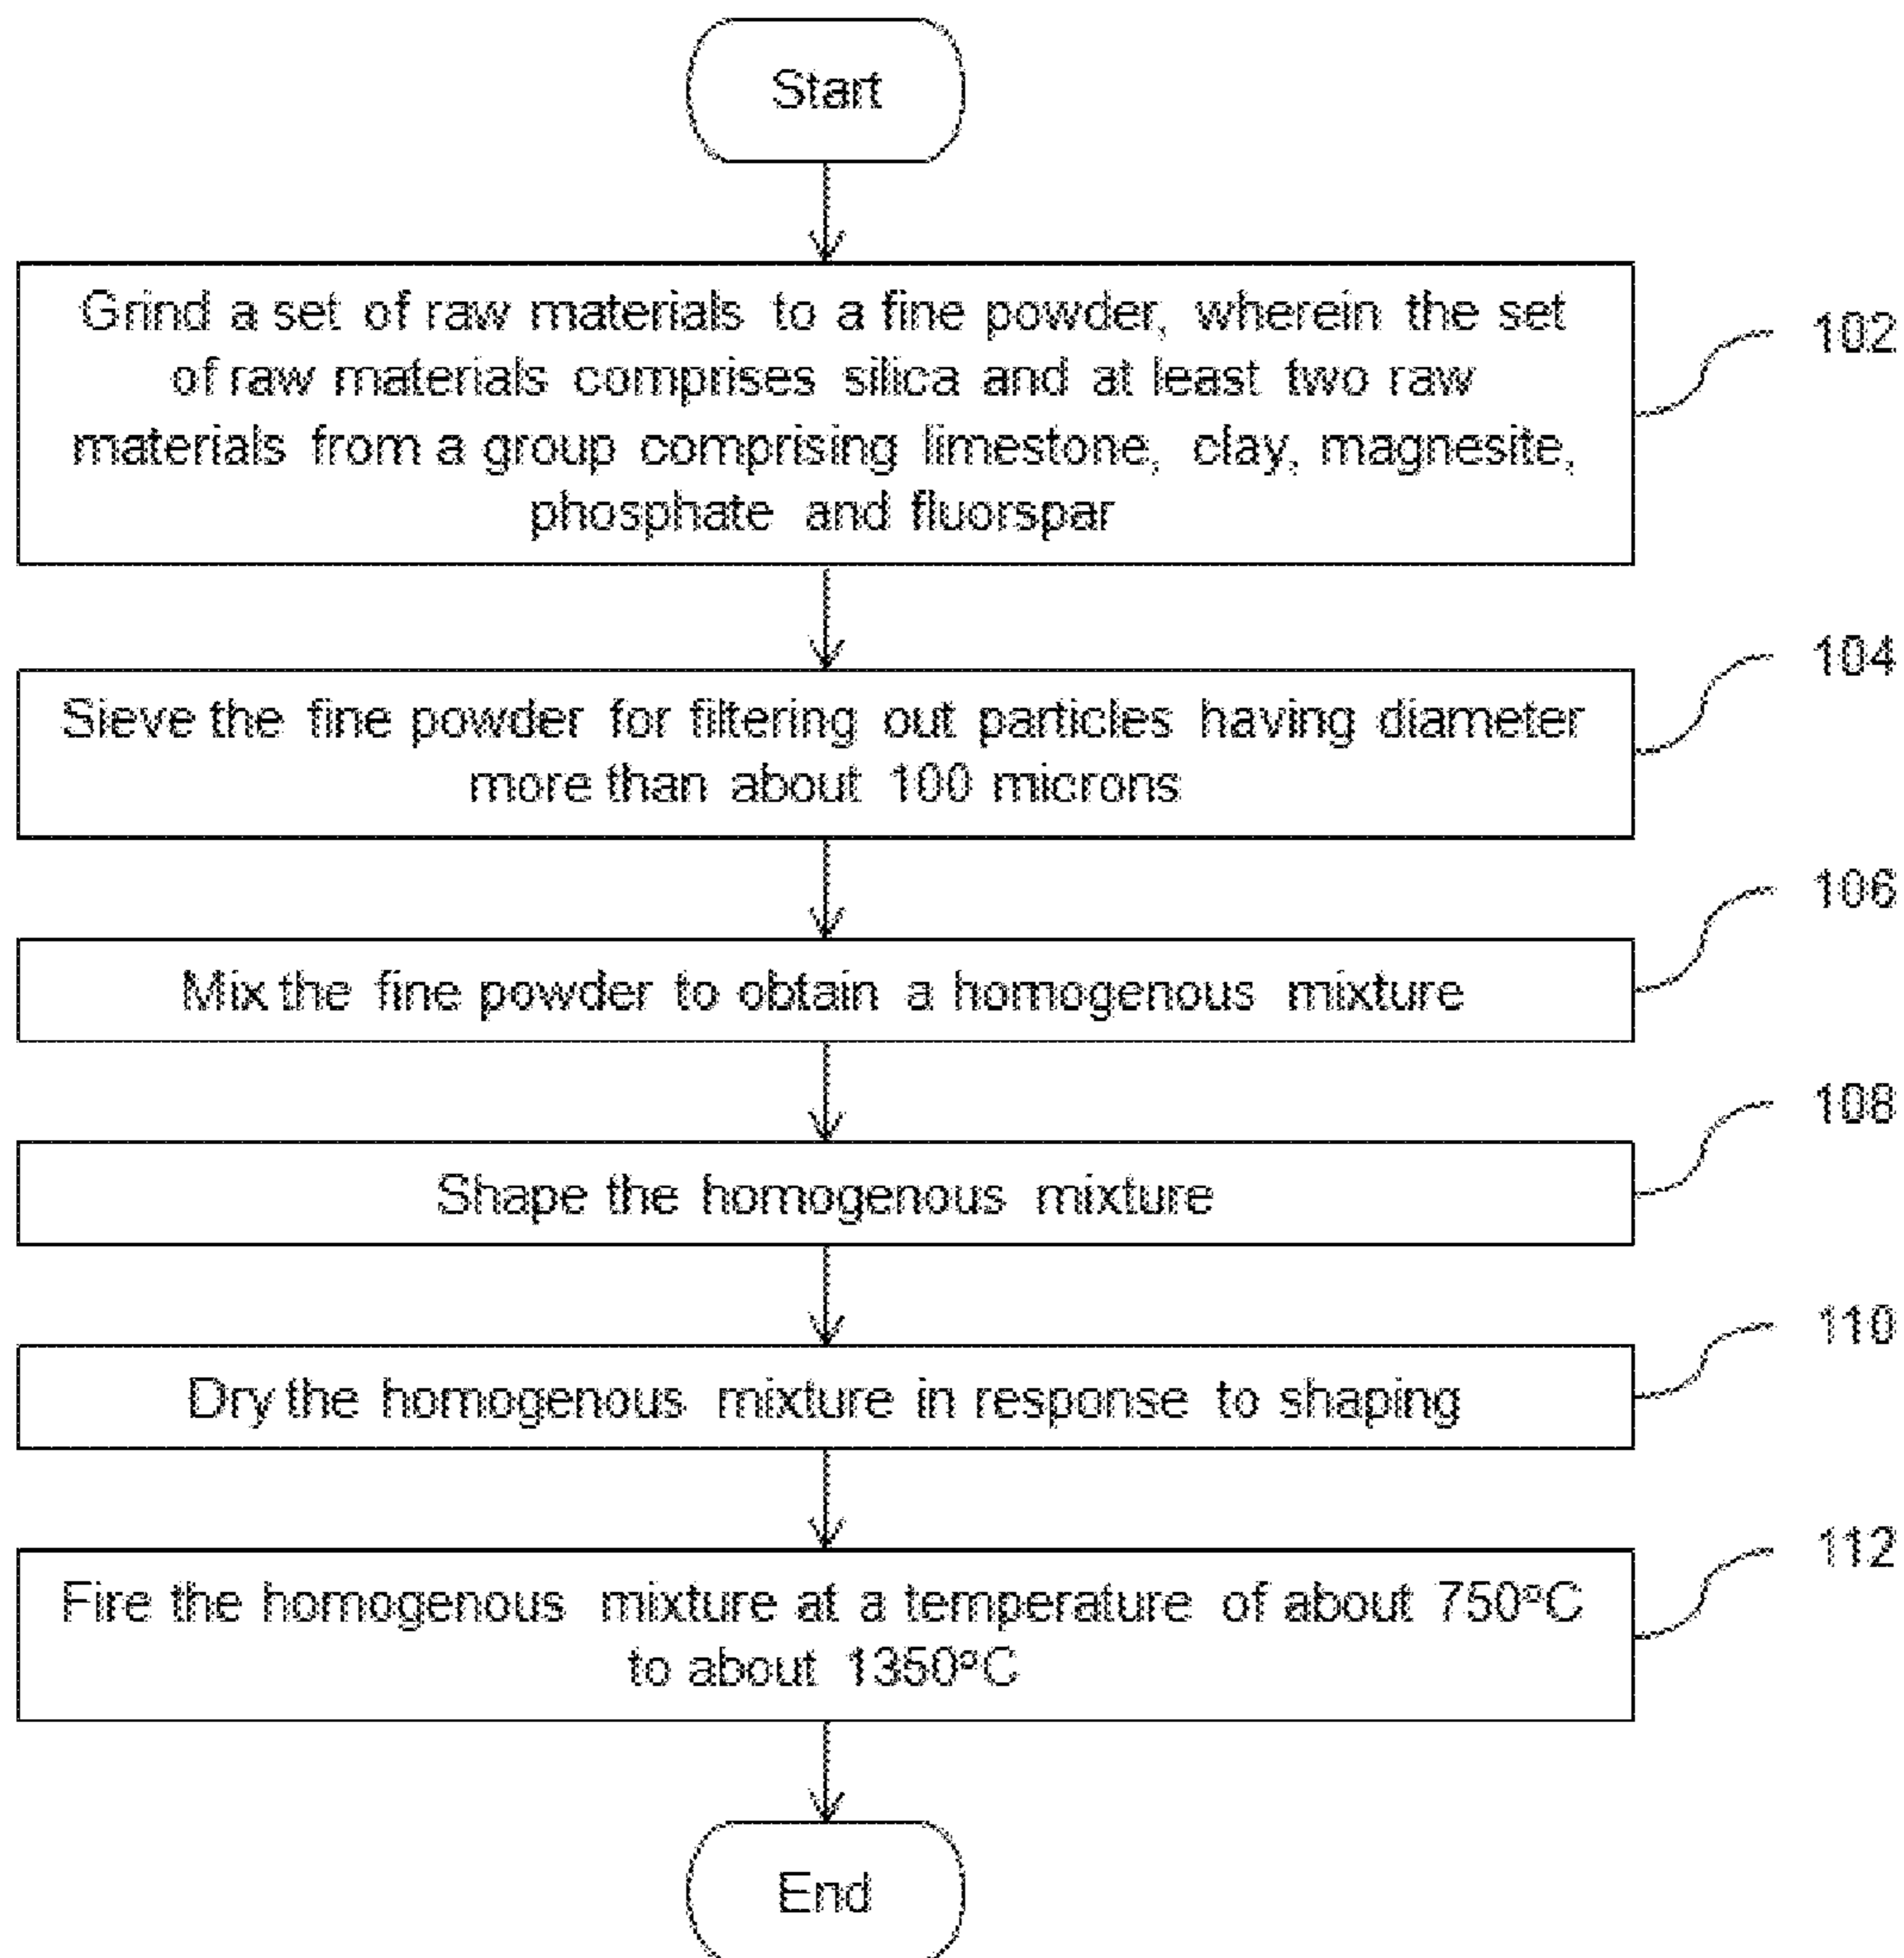 Start
Grind a set of raw materials to a fine powder, wherein the set
of raw materials comprises silica and at least two raw
materials from a group comprising limestone, clay, magnesite,
phosphate and fluorspar
102
Sieve the fine powder for filtering out particles having diameter
more than about 100 microns
104
Mix the fine powder to obtain a homogenous mixture
106
Shape the homogenous mixture
108
Dry the homogenous mixture in response to shaping
110
Fire the homogenous mixture at a temperature of about 750ºC
to about 1350ºC
112
End